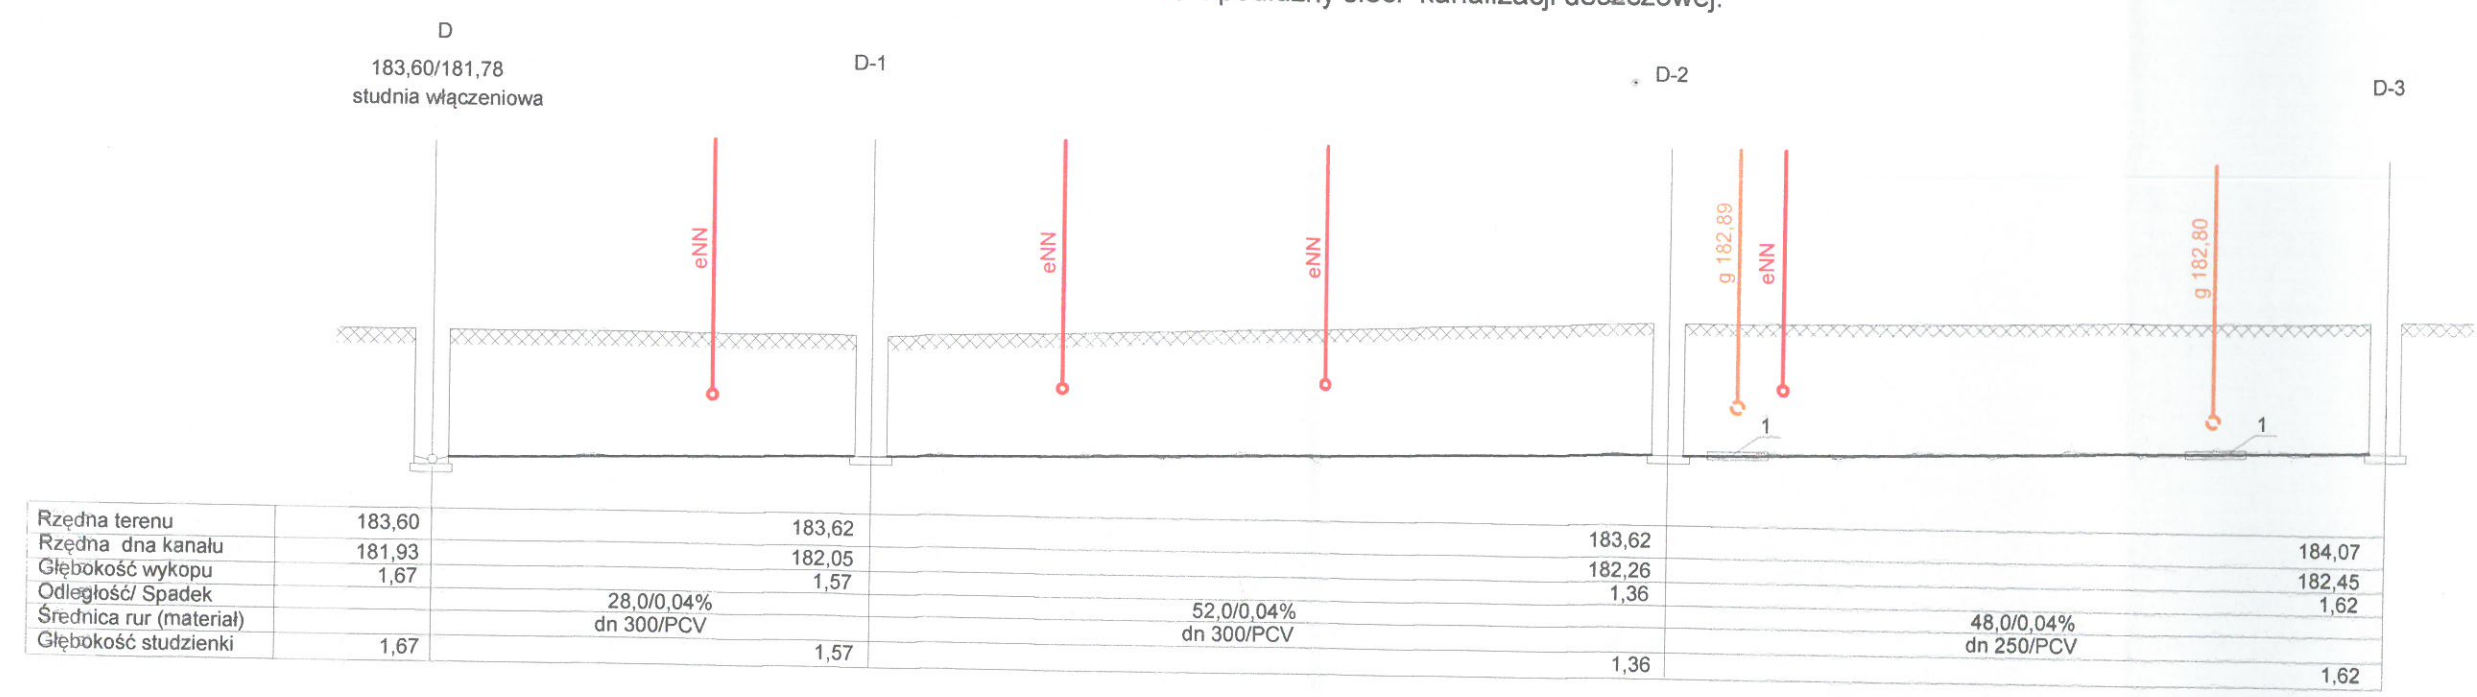 kanalizacji deszczowej.
D
183,60/181,78
studnia włączeniowa
D-1
D-2
D-3
eNN
eNN
eNN
g 182,89
eNN
g 182,80
1
1
Rzędna terenu 183,60 183,62 183,62 184,07
Rzędna dna kanału 181,93 182,05 182,26 182,45
Głębokość wykopu 1,67 1,57 1,36 1,62
Odległość/ Spadek 28,0/0,04% 52,0/0,04% 48,0/0,04%
Średnica rur (materiał) dn 300/PCV dn 300/PCV dn 250/PCV
Głębokość studzienki 1,67 1,57 1,36 1,62